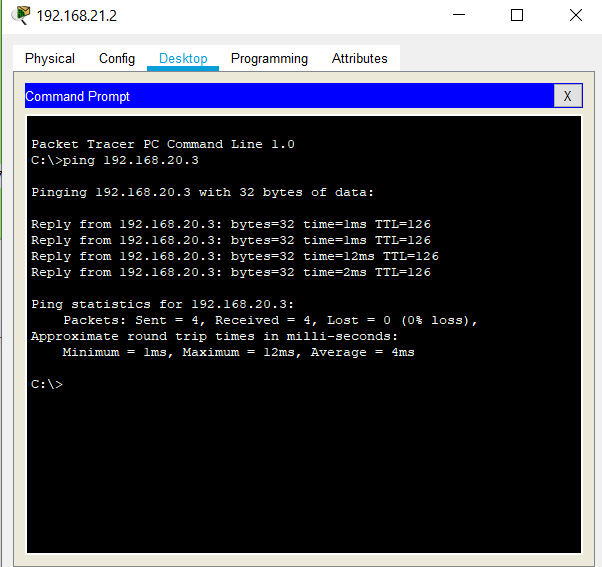 192.168.21.2
Physical Config Desktop Programming Attributes
Command Prompt X
Packet Tracer PC Command Line 1.0
C:\>ping 192.168.20.3
Pinging 192.168.20.3 with 32 bytes of data:
Reply from 192.168.20.3: bytes=32 time=1ms TTL=126
Reply from 192.168.20.3: bytes=32 time=1ms TTL=126
Reply from 192.168.20.3: bytes=32 time=12ms TTL=126
Reply from 192.168.20.3: bytes=32 time=2ms TTL=126
Ping statistics for 192.168.20.3:
Packets: Sent = 4, Received = 4, Lost = 0 (0% loss),
Approximate round trip times in milli-seconds:
Minimum = 1ms, Maximum = 12ms, Average = 4ms
C:\>